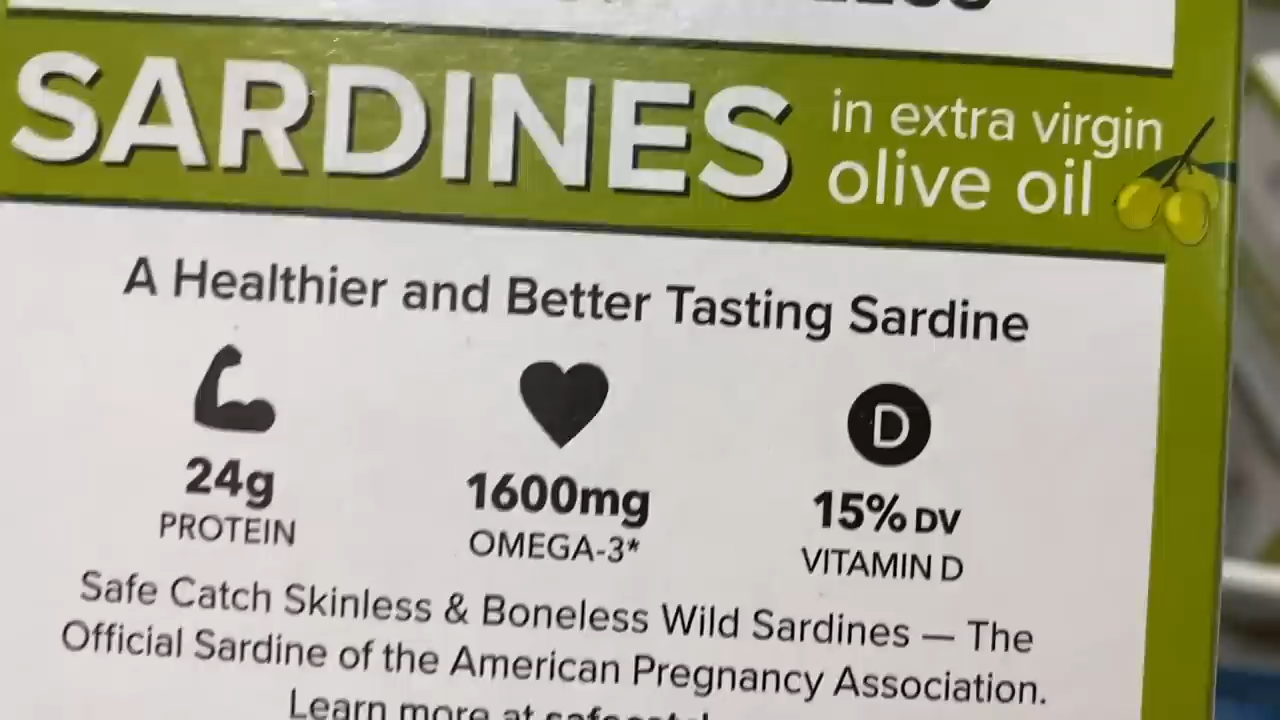 SARDINES in extra virgin
olive oil
A Healthier and Better Tasting Sardine
D
24g
PROTEIN
1600mg
OMEGA-3*
15% DV
VITAMIN D
Safe Catch Skinless & Boneless Wild Sardines — The
Official Sardine of the American Pregnancy Association.
Learn more at